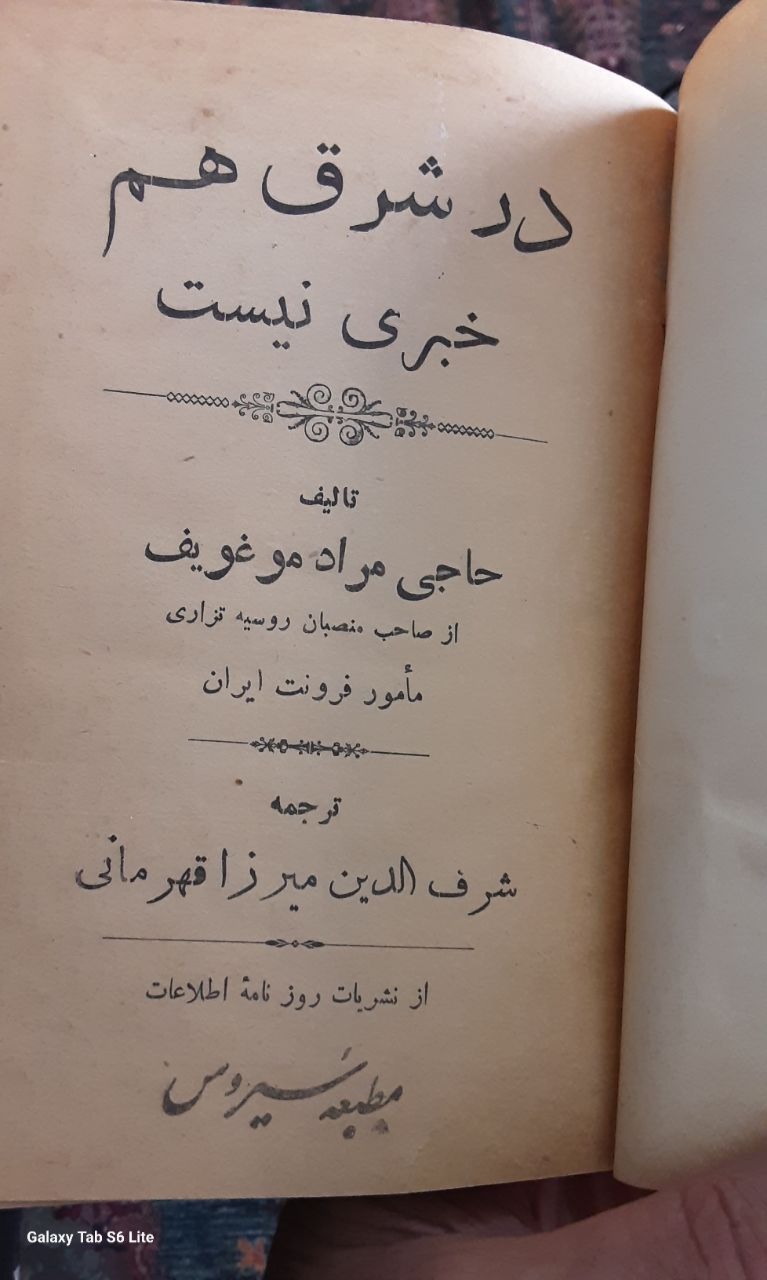 در شرق هم
خبری نیست
تالیف
حاجی مراد موغویف
از صاحب منصبان روسیه تزاری
مأمور فرونت ایران
ترجمه
شرف الدین میرزا قهرمانی
از نشریات روز نامهٔ اطلاعات
مطبعه سیروس
Galaxy Tab S6 Lite